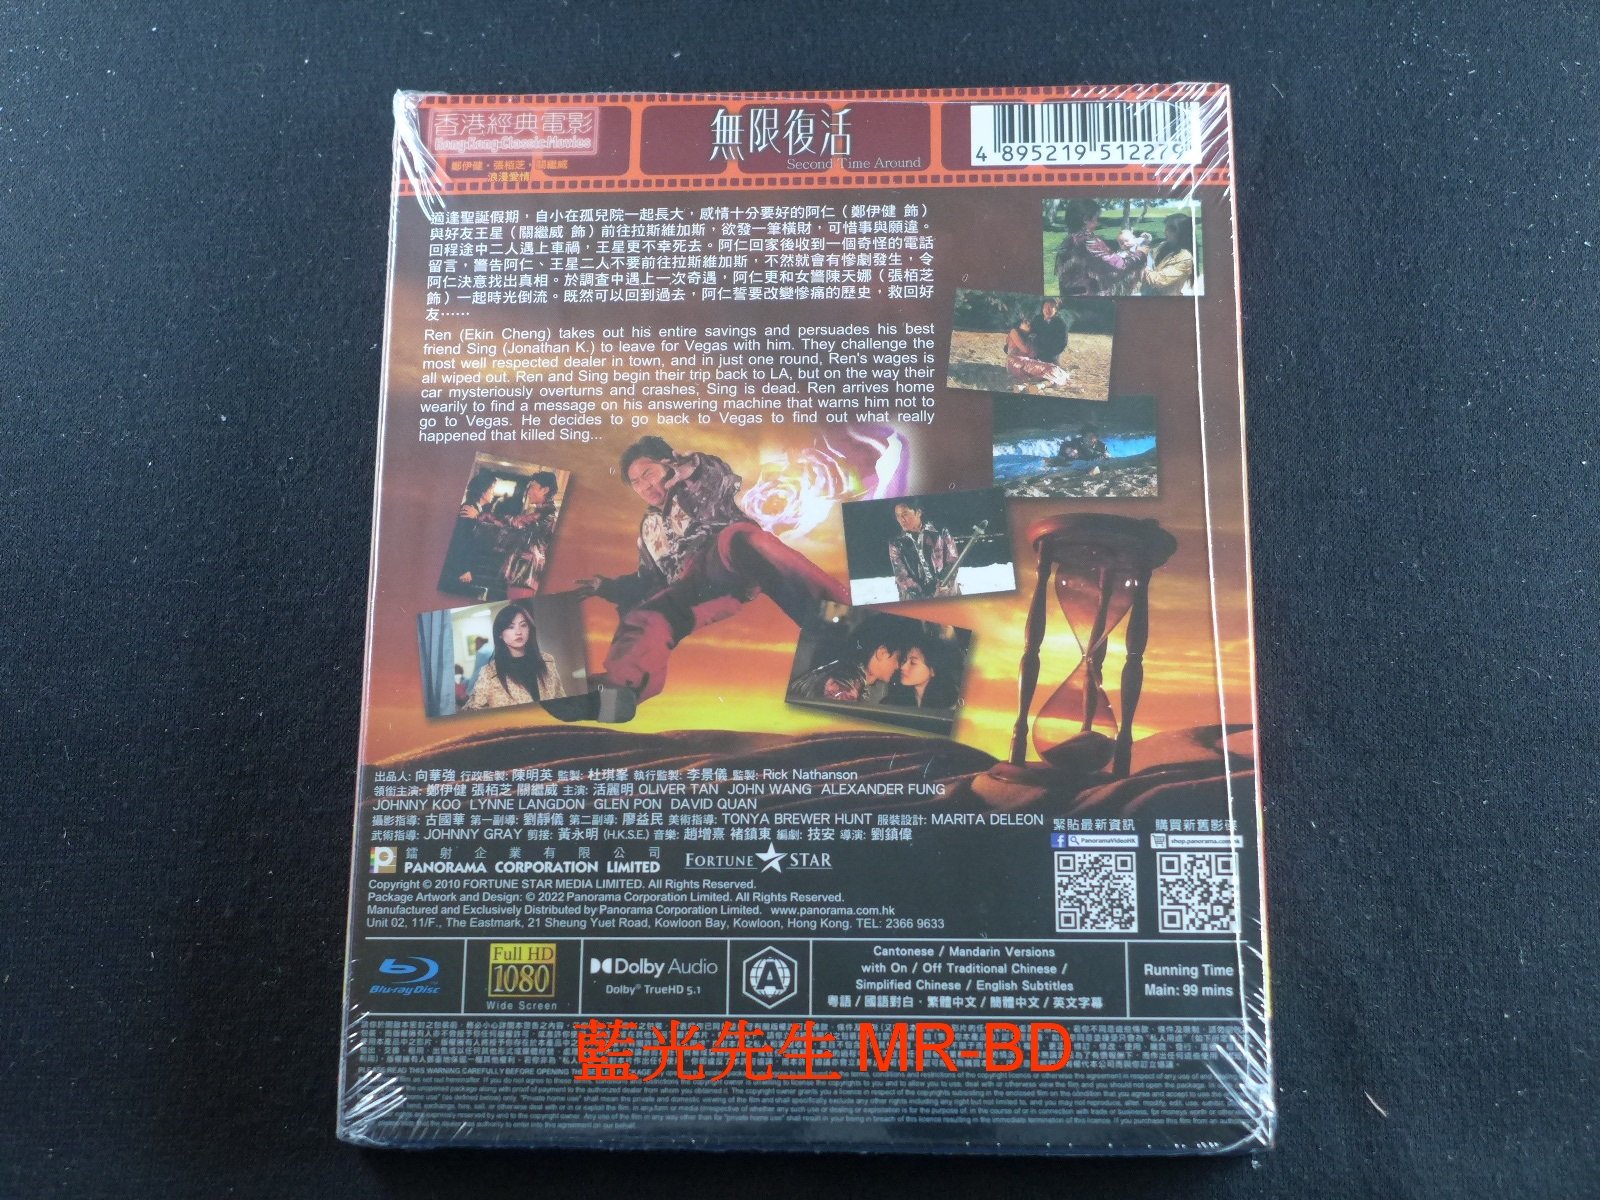 香港經典電影
Hong Kong Classic Movies
鄭伊健・張栢芝・關繼威
浪漫愛情
無限復活
Second Time Around
4 895219 512279
適逢聖誕假期，自小在孤兒院一起長大，感情十分要好的阿仁（鄭伊健 飾）
與好友王星（關繼威 飾）前往拉斯維加斯，欲發一筆橫財，可惜事與願違。
回程途中二人遇上車禍，王星更不幸死去。阿仁回家後收到一個奇怪的電話
留言，警告阿仁、王星二人不要前往拉斯維加斯，不然就會有慘劇發生，令
阿仁決意找出真相。於調查中遇上一次奇遇，阿仁更和女警陳天娜（張栢芝
飾）一起時光倒流。既然可以回到過去，阿仁誓要改變慘痛的歷史，救回好
友……
Ren (Ekin Cheng) takes out his entire savings and persuades his best
friend Sing (Jonathan K.) to leave for Vegas with him. They challenge the
most well respected dealer in town, and in just one round, Ren's wages is
all wiped out. Ren and Sing begin their trip back to LA, but on the way their
car mysteriously overturns and crashes, Sing is dead. Ren arrives home
wearily to find a message on his answering machine that warns him not to
go to Vegas. He decides to go back to Vegas to find out what really
happened that killed Sing...
出品人: 向華強 行政監製: 陳明英 監製: 杜琪峯 執行監製: 李景儀 監製: Rick Nathanson
領銜主演: 鄭伊健 張栢芝 關繼威 主演: 活麗明 OLIVER TAN JOHN WANG ALEXANDER FUNG
JOHNNY KOO LYNNE LANGDON GLEN PON DAVID QUAN
攝影指導: 古國華 第一副導: 劉靜儀 第二副導: 廖益民 美術指導: TONYA BREWER HUNT 服裝設計: MARITA DELEON
武術指導: JOHNNY GRAY 剪接: 黃永明 (H.K.S.E.) 音樂: 趙增熹 褚鎮東 編劇: 技安 導演: 劉鎮偉
緊貼最新資訊
PanoramaVideoHK
購買新舊影碟
shop.panorama.com.hk
鐳射企業有限公司
PANORAMA CORPORATION LIMITED
FORTUNE STAR
Copyright © 2010 FORTUNE STAR MEDIA LIMITED. All Rights Reserved.
Package Artwork and Design: © 2022 Panorama Corporation Limited. All Rights Reserved.
Manufactured and Exclusively Distributed by Panorama Corporation Limited. www.panorama.com.hk
Unit 02, 11/F., The Eastmark, 21 Sheung Yuet Road, Kowloon Bay, Kowloon, Hong Kong. TEL: 2366 9633
Blu-ray Disc
Full HD
1080
Wide Screen
Dolby Audio
Dolby® TrueHD 5.1
A
Cantonese / Mandarin Versions
with On / Off Traditional Chinese /
Simplified Chinese / English Subtitles
粵語 / 國語對白・繁體中文 / 簡體中文 / 英文字幕
Running Time :
Main: 99 mins
藍光先生 MR-BD